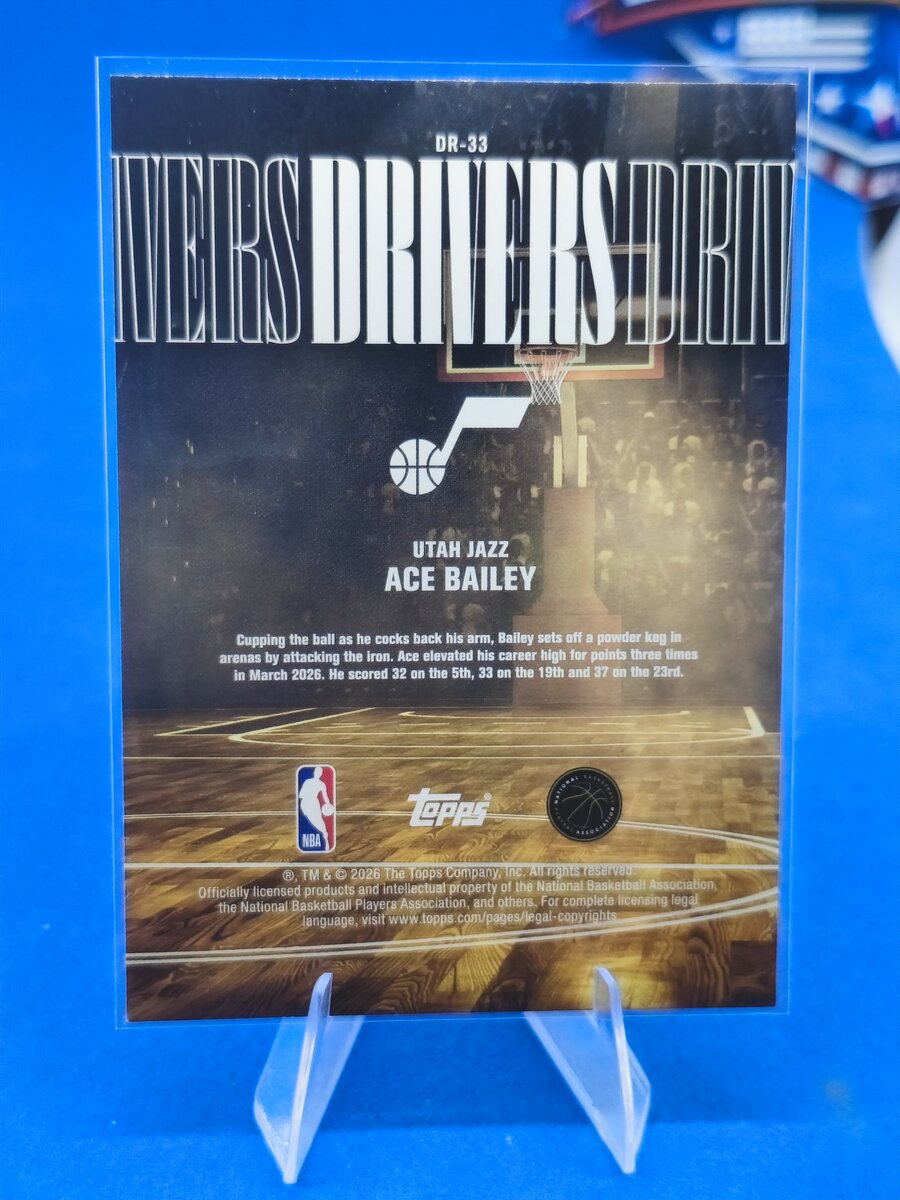 DR-33
IVERS DRIVERS DRIV
UTAH JAZZ
ACE BAILEY
Cupping the ball as he cocks back his arm, Bailey sets off a powder keg in
arenas by attacking the iron. Ace elevated his career high for points three times
in March 2026. He scored 32 on the 5th, 33 on the 19th and 37 on the 23rd.
NBA
topps®
NATIONAL BASKETBALL
PLAYERS ASSOCIATION
®, TM & © 2026 The Topps Company, Inc. All rights reserved.
Officially licensed products and intellectual property of the National Basketball Association,
the National Basketball Players Association, and others. For complete licensing legal
language, visit www.topps.com/pages/legal-copyrights